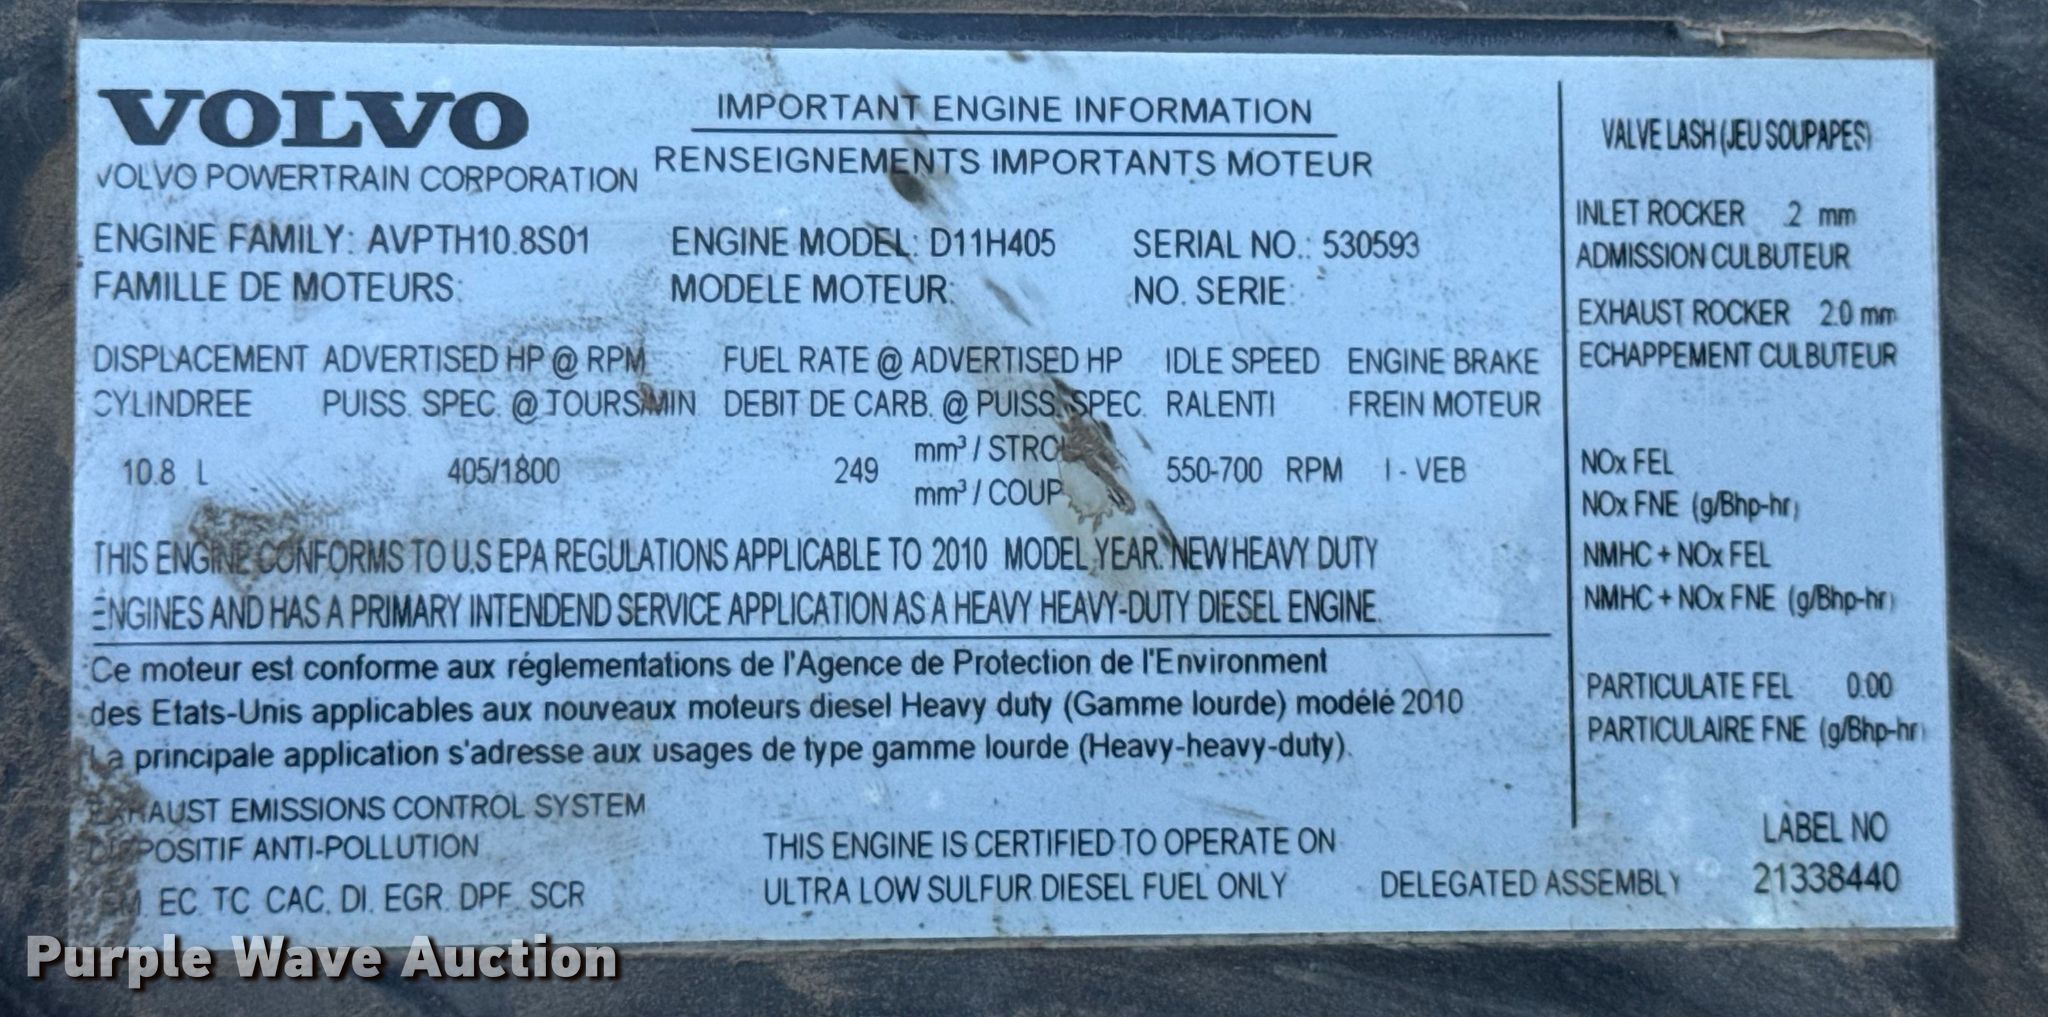 VOLVO
VOLVO POWERTRAIN CORPORATION
IMPORTANT ENGINE INFORMATION
RENSEIGNEMENTS IMPORTANTS MOTEUR
ENGINE FAMILY: AVPTH10.8S01 ENGINE MODEL: D11H405 SERIAL NO.: 530593
FAMILLE DE MOTEURS: MODELE MOTEUR: NO. SERIE:
DISPLACEMENT ADVERTISED HP @ RPM FUEL RATE @ ADVERTISED HP IDLE SPEED ENGINE BRAKE
CYLINDREE PUISS. SPEC. @ TOURS/MIN. DEBIT DE CARB. @ PUISS. SPEC. RALENTI FREIN MOTEUR
mm³ / STRO
10.8 L 405/1800 249 550-700 RPM I - VEB
mm³ / COUP
THIS ENGINE CONFORMS TO U.S EPA REGULATIONS APPLICABLE TO 2010 MODEL YEAR. NEW HEAVY DUTY
ENGINES AND HAS A PRIMARY INTENDEND SERVICE APPLICATION AS A HEAVY HEAVY-DUTY DIESEL ENGINE.
Ce moteur est conforme aux réglementations de l'Agence de Protection de l'Environment
des Etats-Unis applicables aux nouveaux moteurs diesel Heavy duty (Gamme lourde) modélé 2010
La principale application s'adresse aux usages de type gamme lourde (Heavy-heavy-duty).
EXHAUST EMISSIONS CONTROL SYSTEM
DISPOSITIF ANTI-POLLUTION
EC. TC CAC. DI. EGR. DPF. SCR
THIS ENGINE IS CERTIFIED TO OPERATE ON
ULTRA LOW SULFUR DIESEL FUEL ONLY
DELEGATED ASSEMBLY
VALVE LASH (JEU SOUPAPES)
INLET ROCKER .2 mm
ADMISSION CULBUTEUR
EXHAUST ROCKER 2.0 mm
ECHAPPEMENT CULBUTEUR
NOx FEL
NOx FNE (g/Bhp-hr)
NMHC + NOx FEL
NMHC + NOx FNE (g/Bhp-hr)
PARTICULATE FEL 0.00
PARTICULAIRE FNE (g/Bhp-hr)
LABEL NO
21338440
Purple Wave Auction